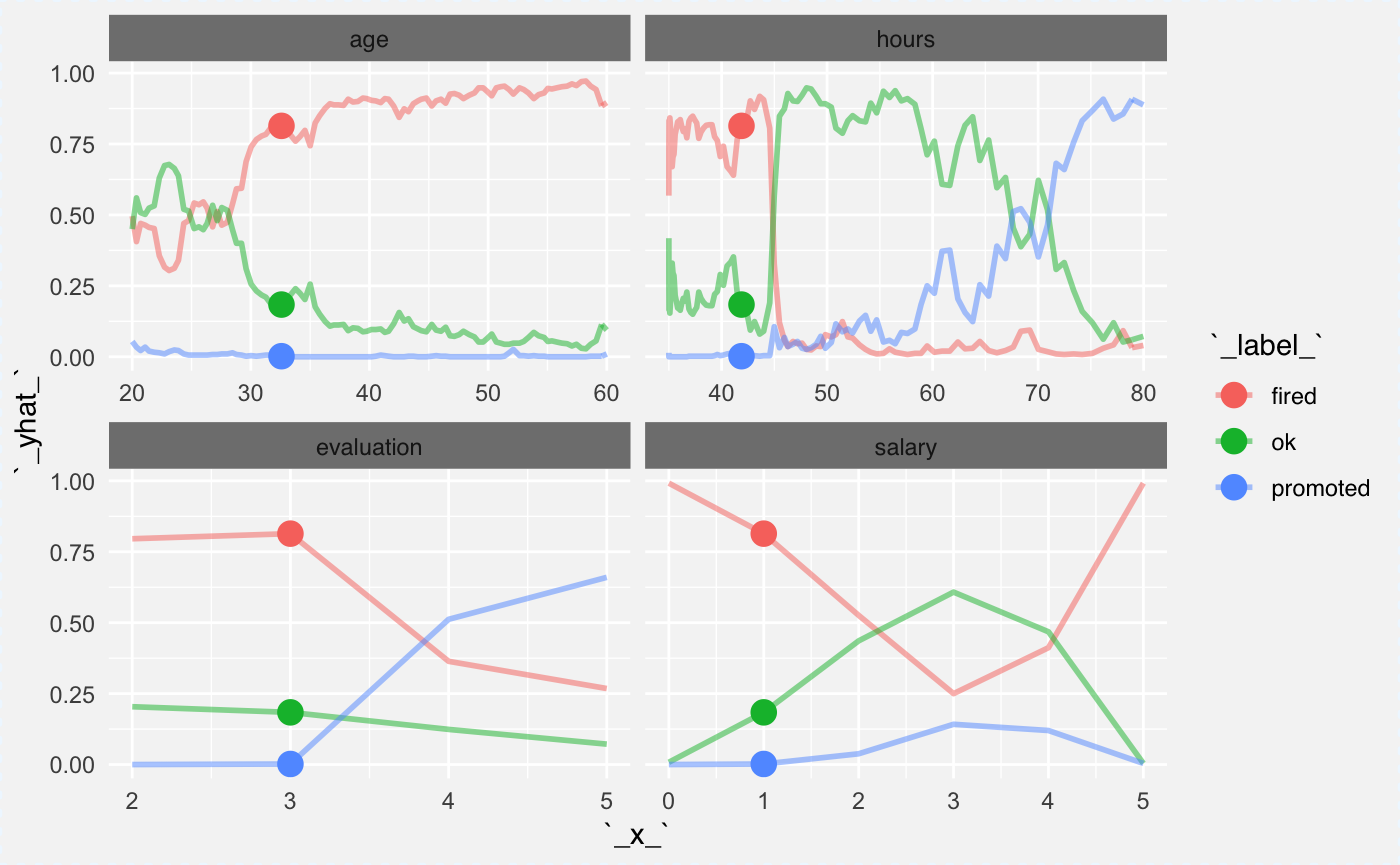 age
hours
1.00
0.75
0.50
0.25
0.00
20 30 40 50 60
40 50 60 70 80
evaluation
salary
1.00
0.75
0.50
0.25
0.00
2 3 4 5
0 1 2 3 4 5
`_yhat_`
`_x_`
`_label_`
fired
ok
promoted